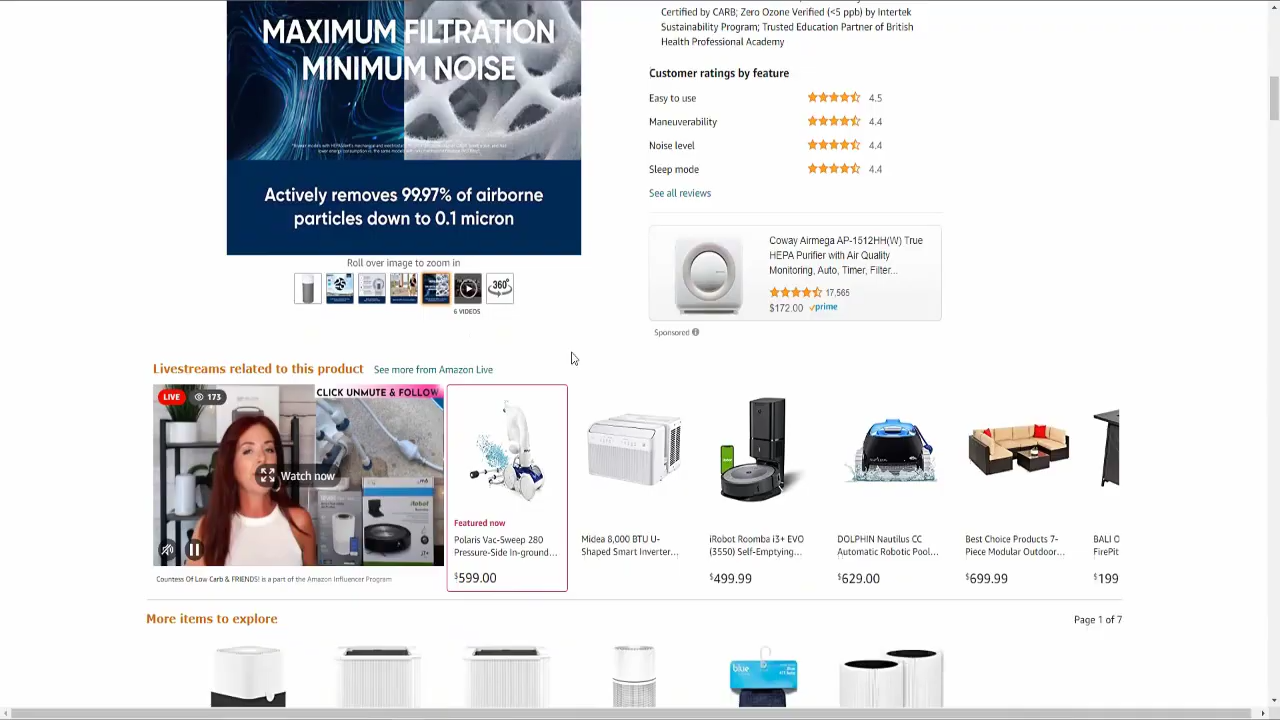 MAXIMUM FILTRATION
MINIMUM NOISE
Actively removes 99.97% of airborne
particles down to 0.1 micron
Roll over image to zoom in
360°
6 VIDEOS
Certified by CARB; Zero Ozone Verified (<5 ppb) by Intertek
Sustainability Program; Trusted Education Partner of British
Health Professional Academy
Customer ratings by feature
Easy to use 4.5
Maneuverability 4.4
Noise level 4.4
Sleep mode 4.4
See all reviews
Coway Airmega AP-1512HH(W) True
HEPA Purifier with Air Quality
Monitoring, Auto, Timer, Filter...
17,565
$172.00 prime
Sponsored
Livestreams related to this product See more from Amazon Live
LIVE 173
CLICK UNMUTE & FOLLOW
Watch now
Countess Of Low Carb & FRIENDS! is a part of the Amazon Influencer Program
Featured now
Polaris Vac-Sweep 280
Pressure-Side In-ground...
$599.00
Midea 8,000 BTU U-
Shaped Smart Inverter...
iRobot Roomba i3+ EVO
(3550) Self-Emptying...
$499.99
DOLPHIN Nautilus CC
Automatic Robotic Pool...
$629.00
Best Choice Products 7-
Piece Modular Outdoor...
$699.99
BALI O
FirePit
$199
More items to explore
Page 1 of 7
blue